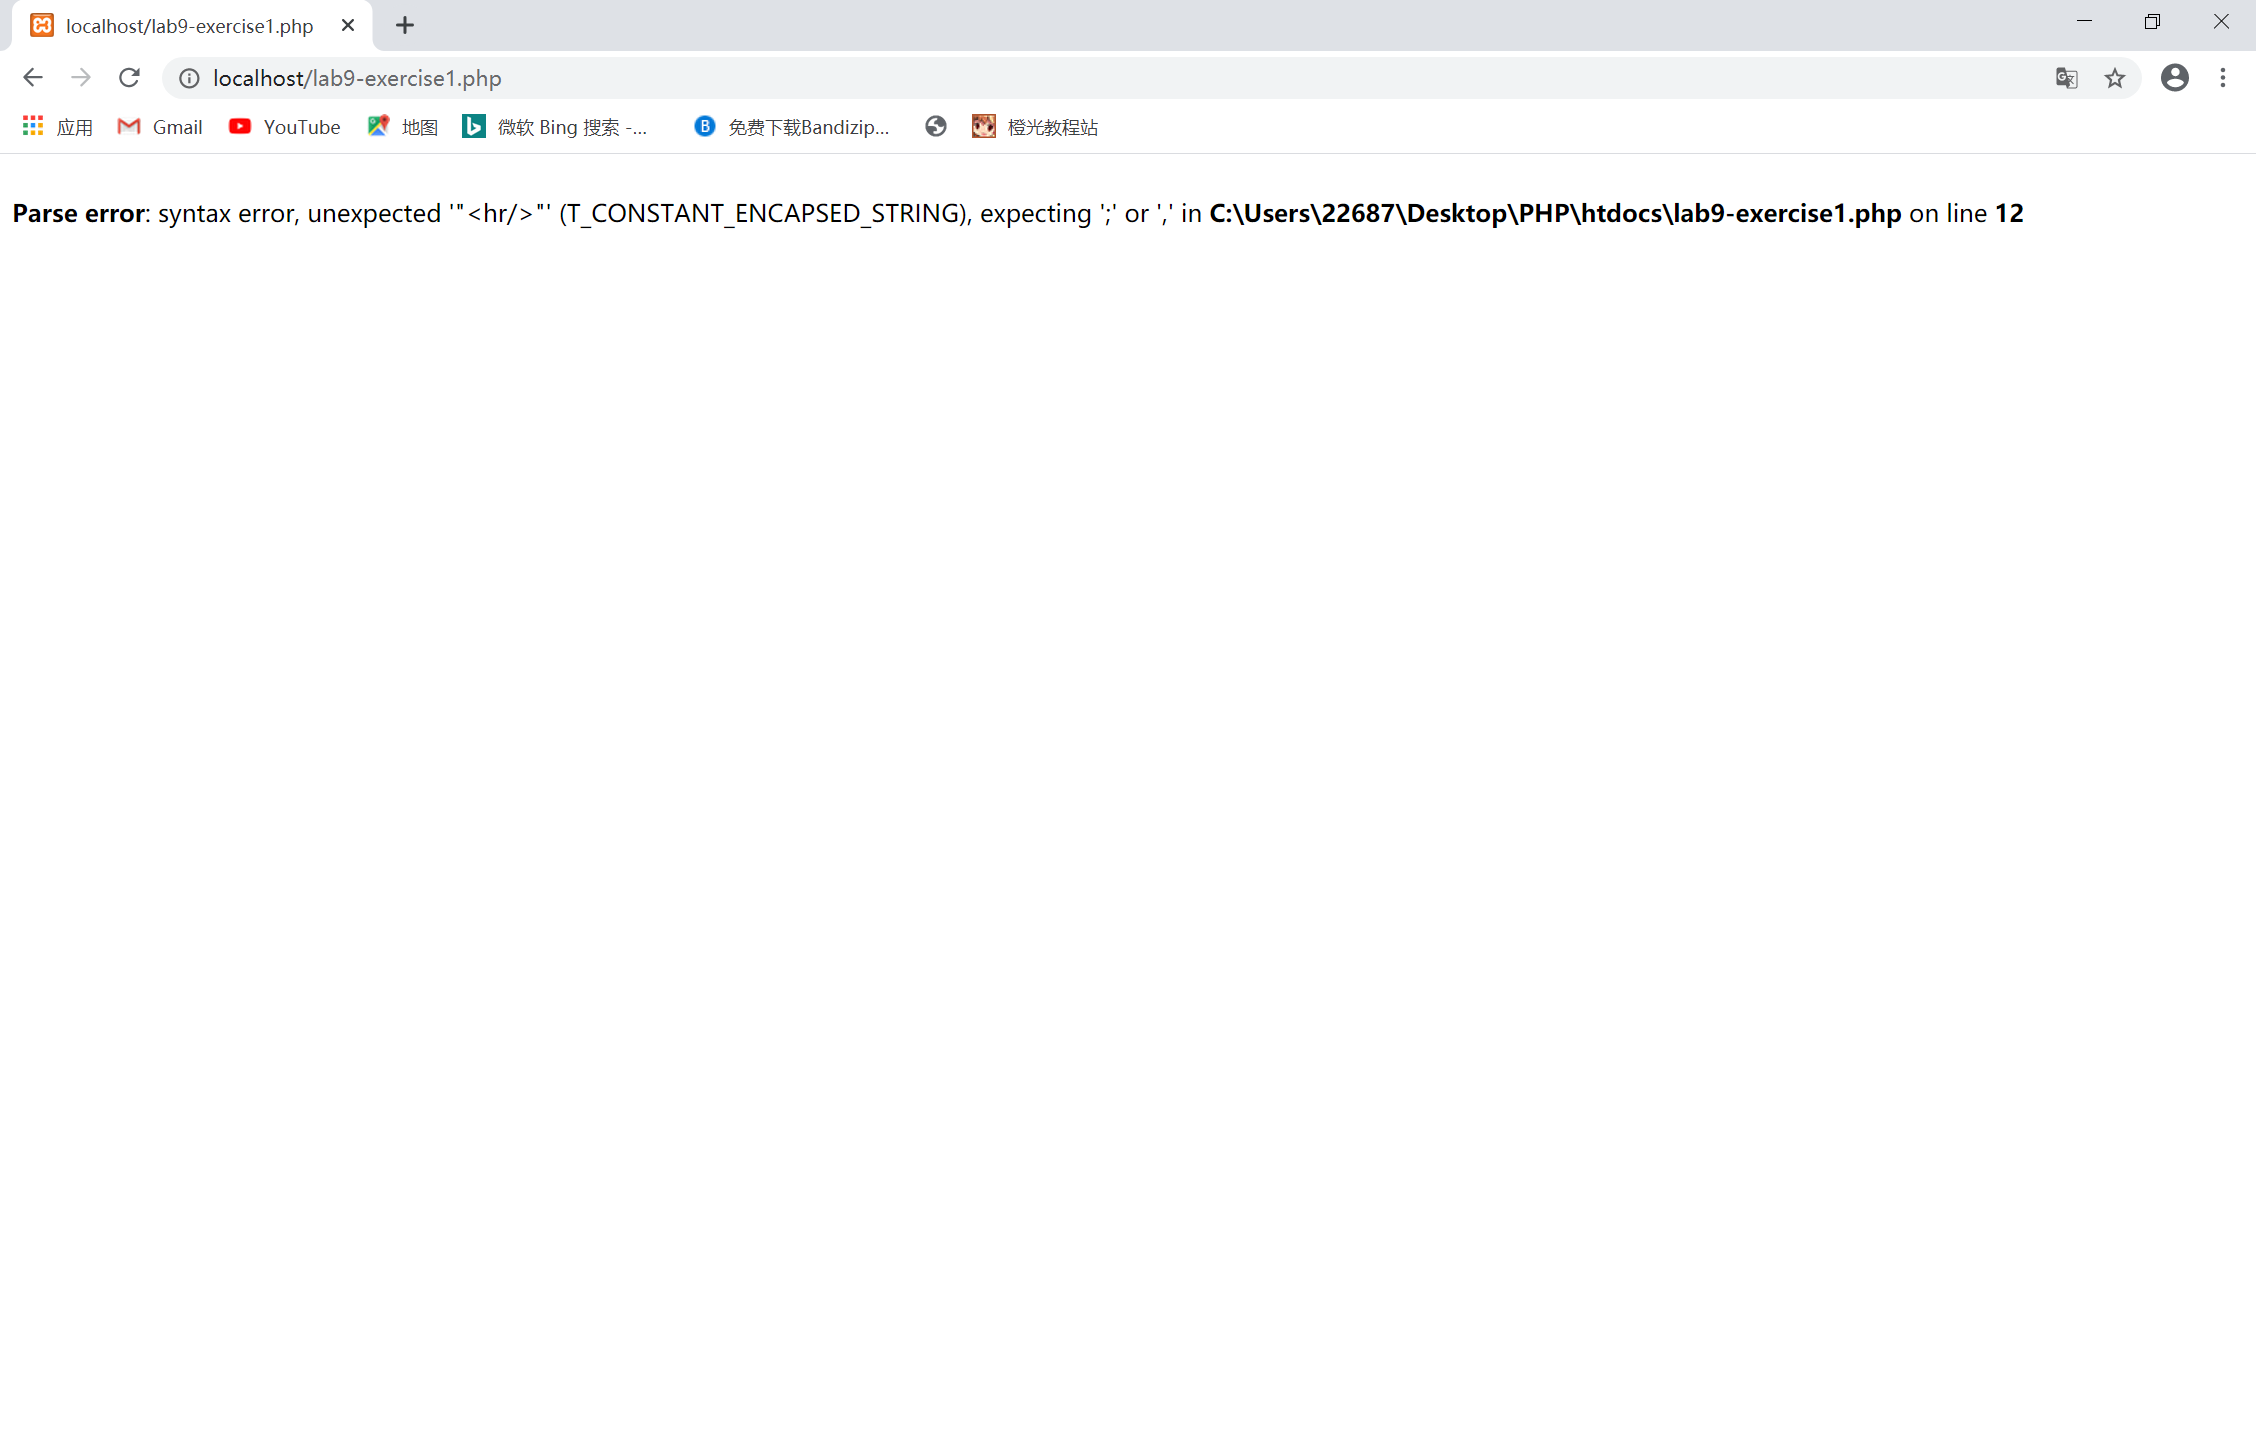 localhost/lab9-exercise1.php
localhost/lab9-exercise1.php
应用 Gmail YouTube 地图 微软 Bing 搜索 -... 免费下载Bandizip... 橙光教程站
Parse error: syntax error, unexpected '"<hr/>"' (T_CONSTANT_ENCAPSED_STRING), expecting ';' or ',' in C:\Users\22687\Desktop\PHP\htdocs\lab9-exercise1.php on line 12